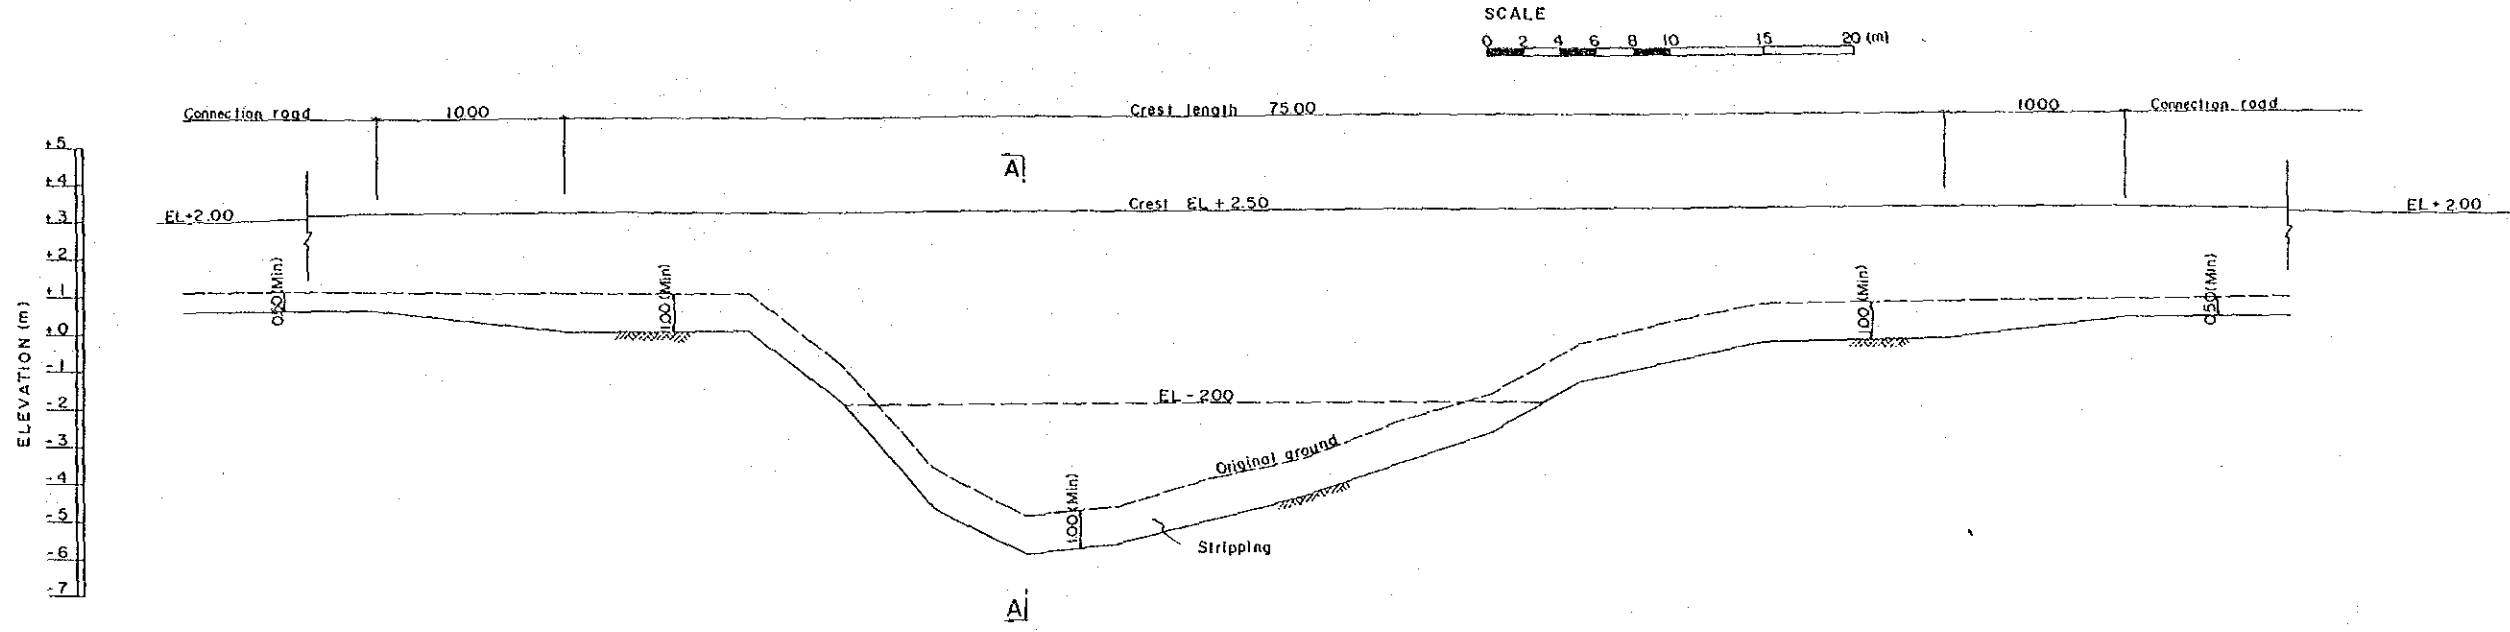 SCALE
0 2 4 6 8 10 15 20 (m)
Connection road 10.00 Crest length 75.00 10.00 Connection road
A
EL+2.00 Crest EL + 2.50 EL + 2.00
ELEVATION (m)
+5
+4
+3
+2
+1
±0
-1
-2
-3
-4
-5
-6
-7
0.50 (Min)
1.00 (Min)
1.00 (Min)
0.50 (Min)
EL - 2.00
Original ground
1.00 (Min)
Stripping
A